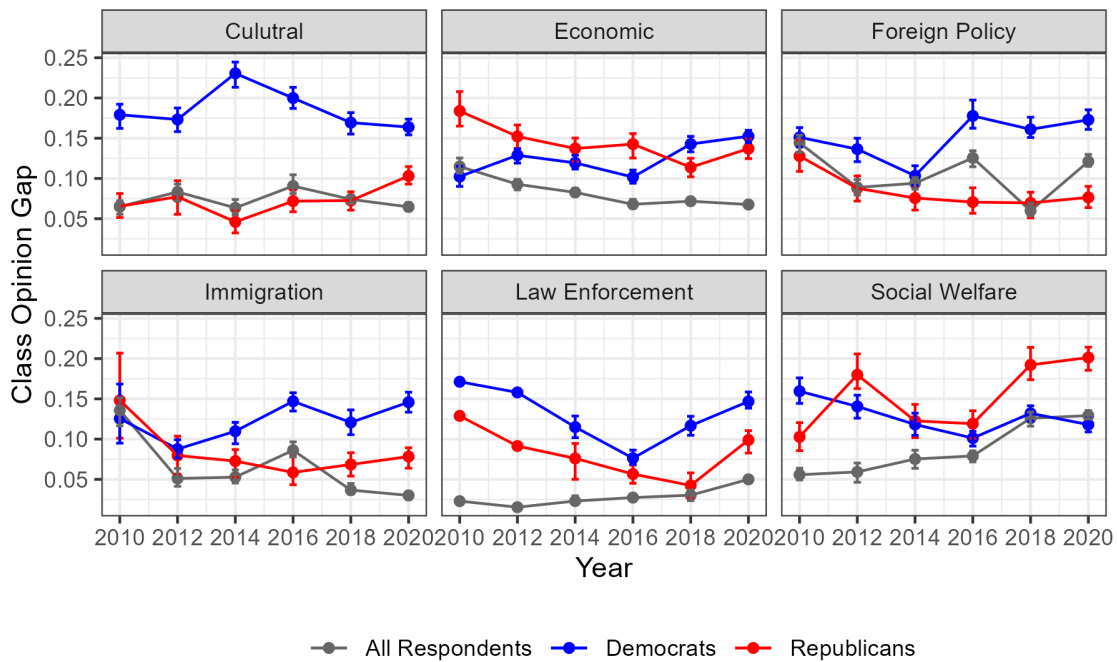 Culutral Economic Foreign Policy
0.25
0.20
0.15
0.10
0.05
Immigration Law Enforcement Social Welfare
0.25
0.20
0.15
0.10
0.05
Class Opinion Gap
2010 2012 2014 2016 2018 2020 2010 2012 2014 2016 2018 2020 2010 2012 2014 2016 2018 2020
Year
All Respondents Democrats Republicans